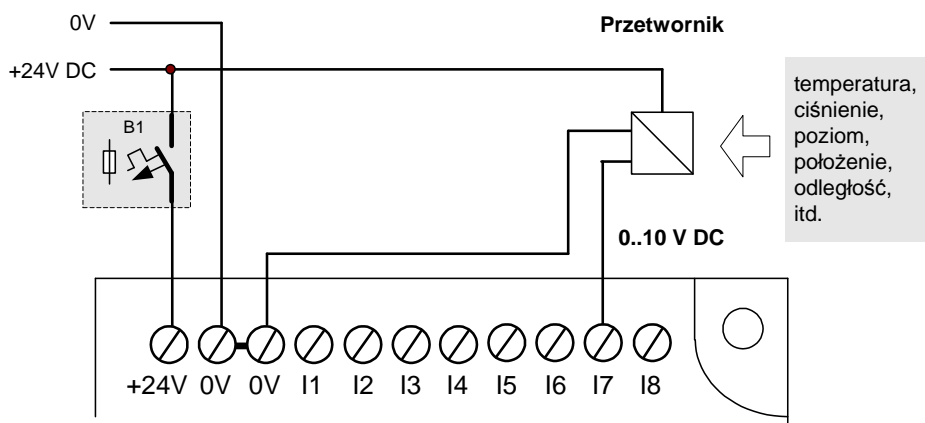 0V
Przetwornik
+24V DC
B1
temperatura,
ciśnienie,
poziom,
położenie,
odległość,
itd.
0..10 V DC
+24V 0V 0V I1 I2 I3 I4 I5 I6 I7 I8